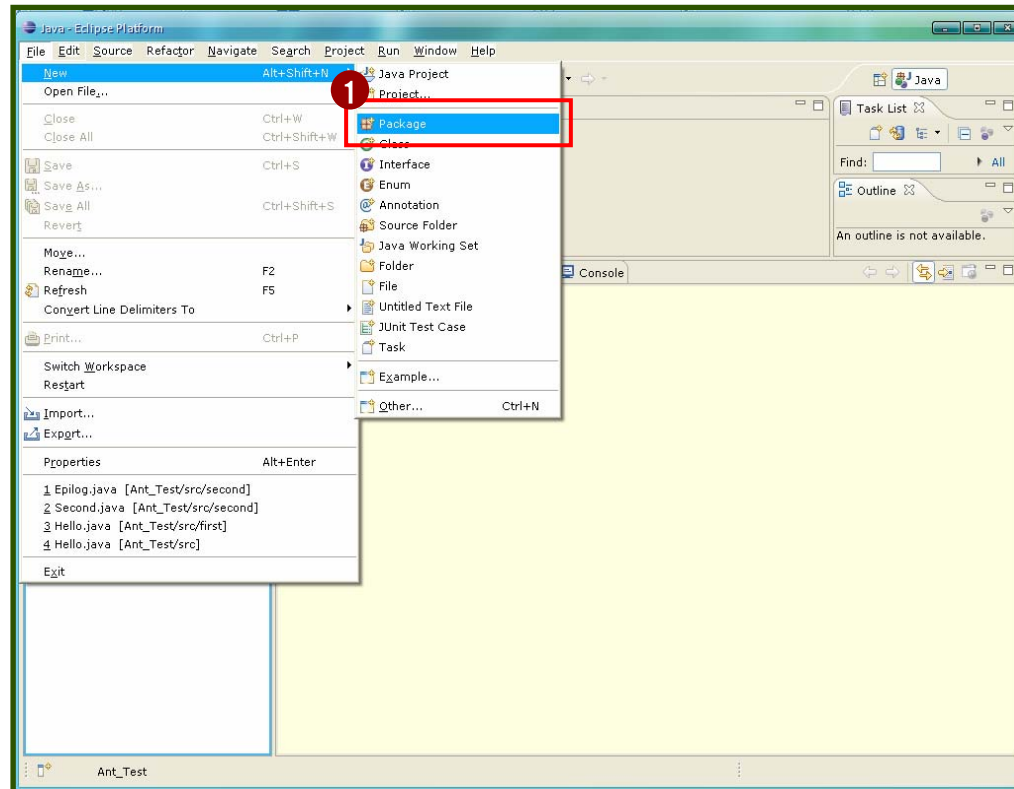 Java - Eclipse Platform
File Edit Source Refactor Navigate Search Project Run Window Help
New Alt+Shift+N
Open File...
Close Ctrl+W
Close All Ctrl+Shift+W
Save Ctrl+S
Save As...
Save All Ctrl+Shift+S
Revert
Move...
Rename... F2
Refresh F5
Convert Line Delimiters To
Print... Ctrl+P
Switch Workspace
Restart
Import...
Export...
Properties Alt+Enter
1 Epilog.java [Ant_Test/src/second]
2 Second.java [Ant_Test/src/second]
3 Hello.java [Ant_Test/src/first]
4 Hello.java [Ant_Test/src]
Exit
1
Java Project
Project...
Package
Class
Interface
Enum
Annotation
Source Folder
Java Working Set
Folder
File
Untitled Text File
JUnit Test Case
Task
Example...
Other... Ctrl+N
Java
Task List
Find: All
Outline
An outline is not available.
Console
Ant_Test